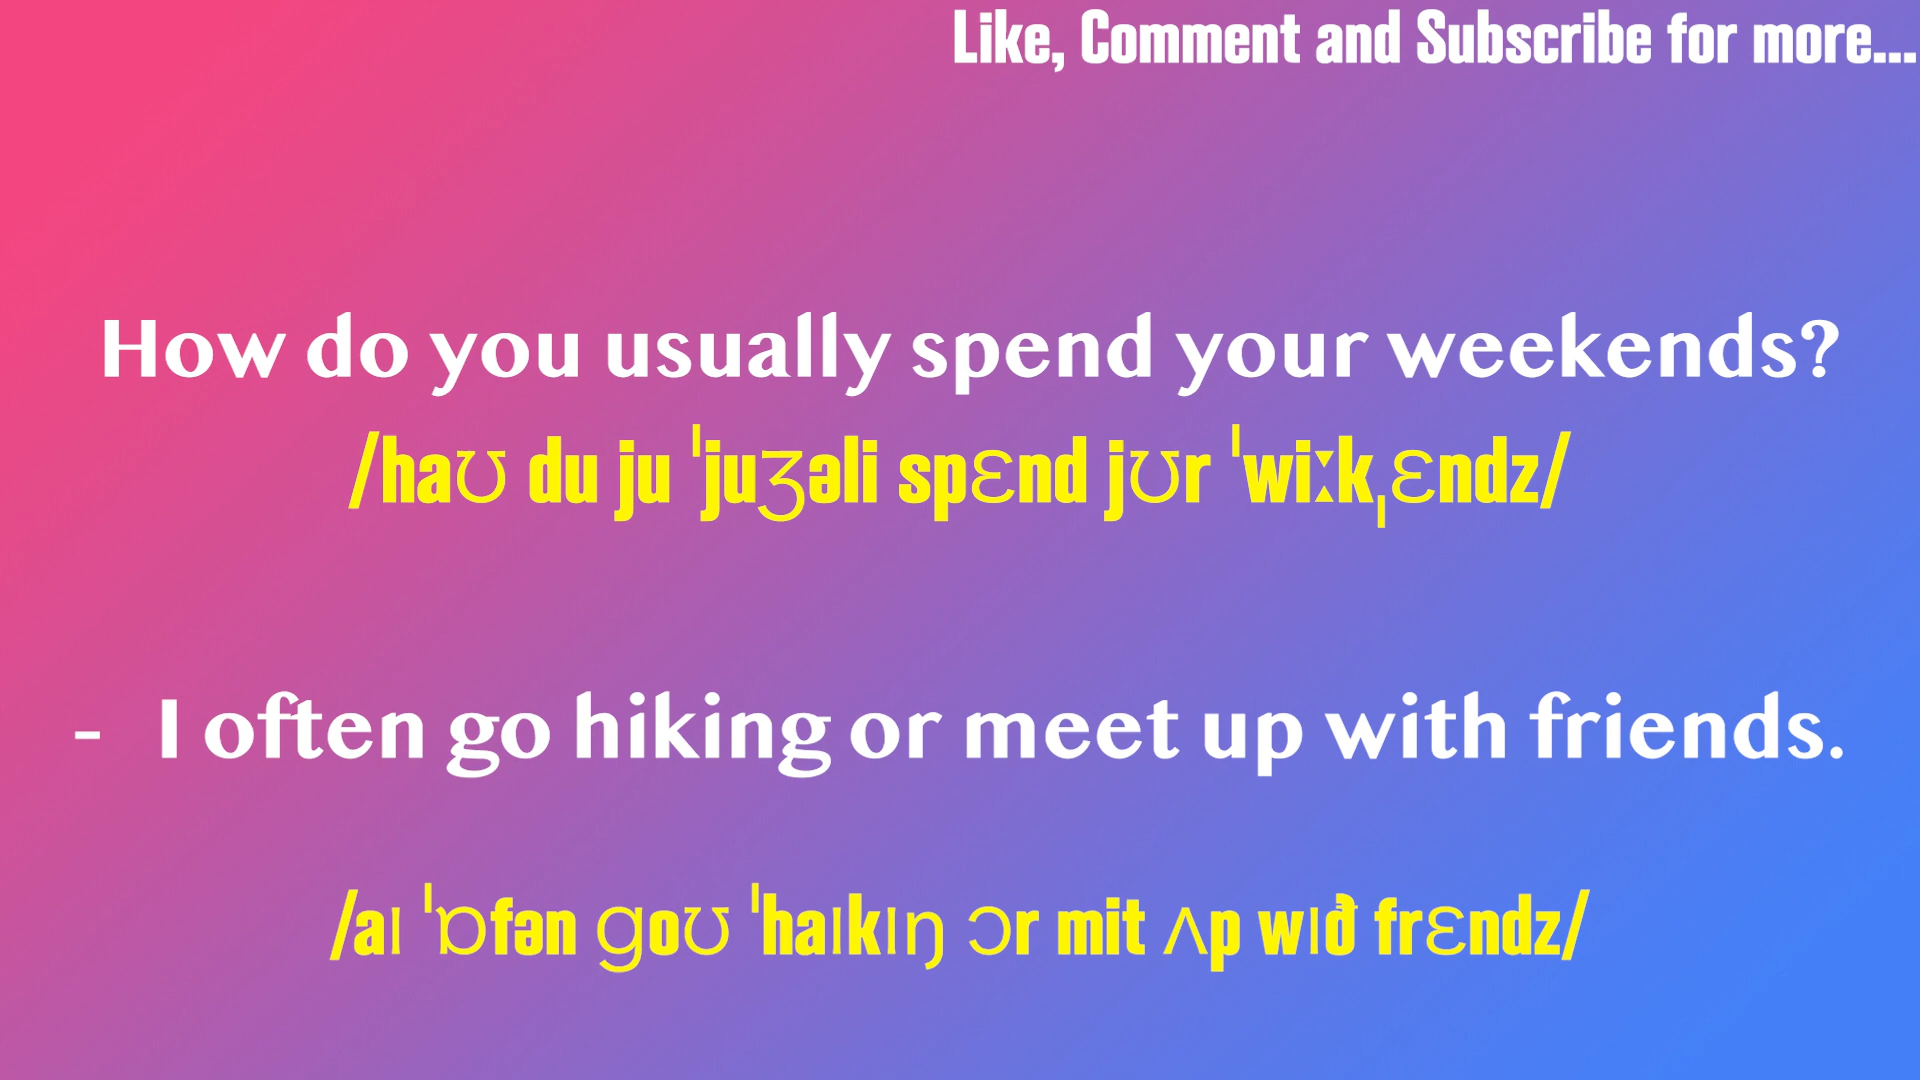 Like, Comment and Subscribe for more...
How do you usually spend your weekends?
/haʊ du ju ˈjuʒəli spɛnd jʊr ˈwiːkˌɛndz/
- I often go hiking or meet up with friends.
/aɪ ˈɒfən ɡoʊ ˈhaɪkɪŋ ɔr mit ʌp wɪð frɛndz/